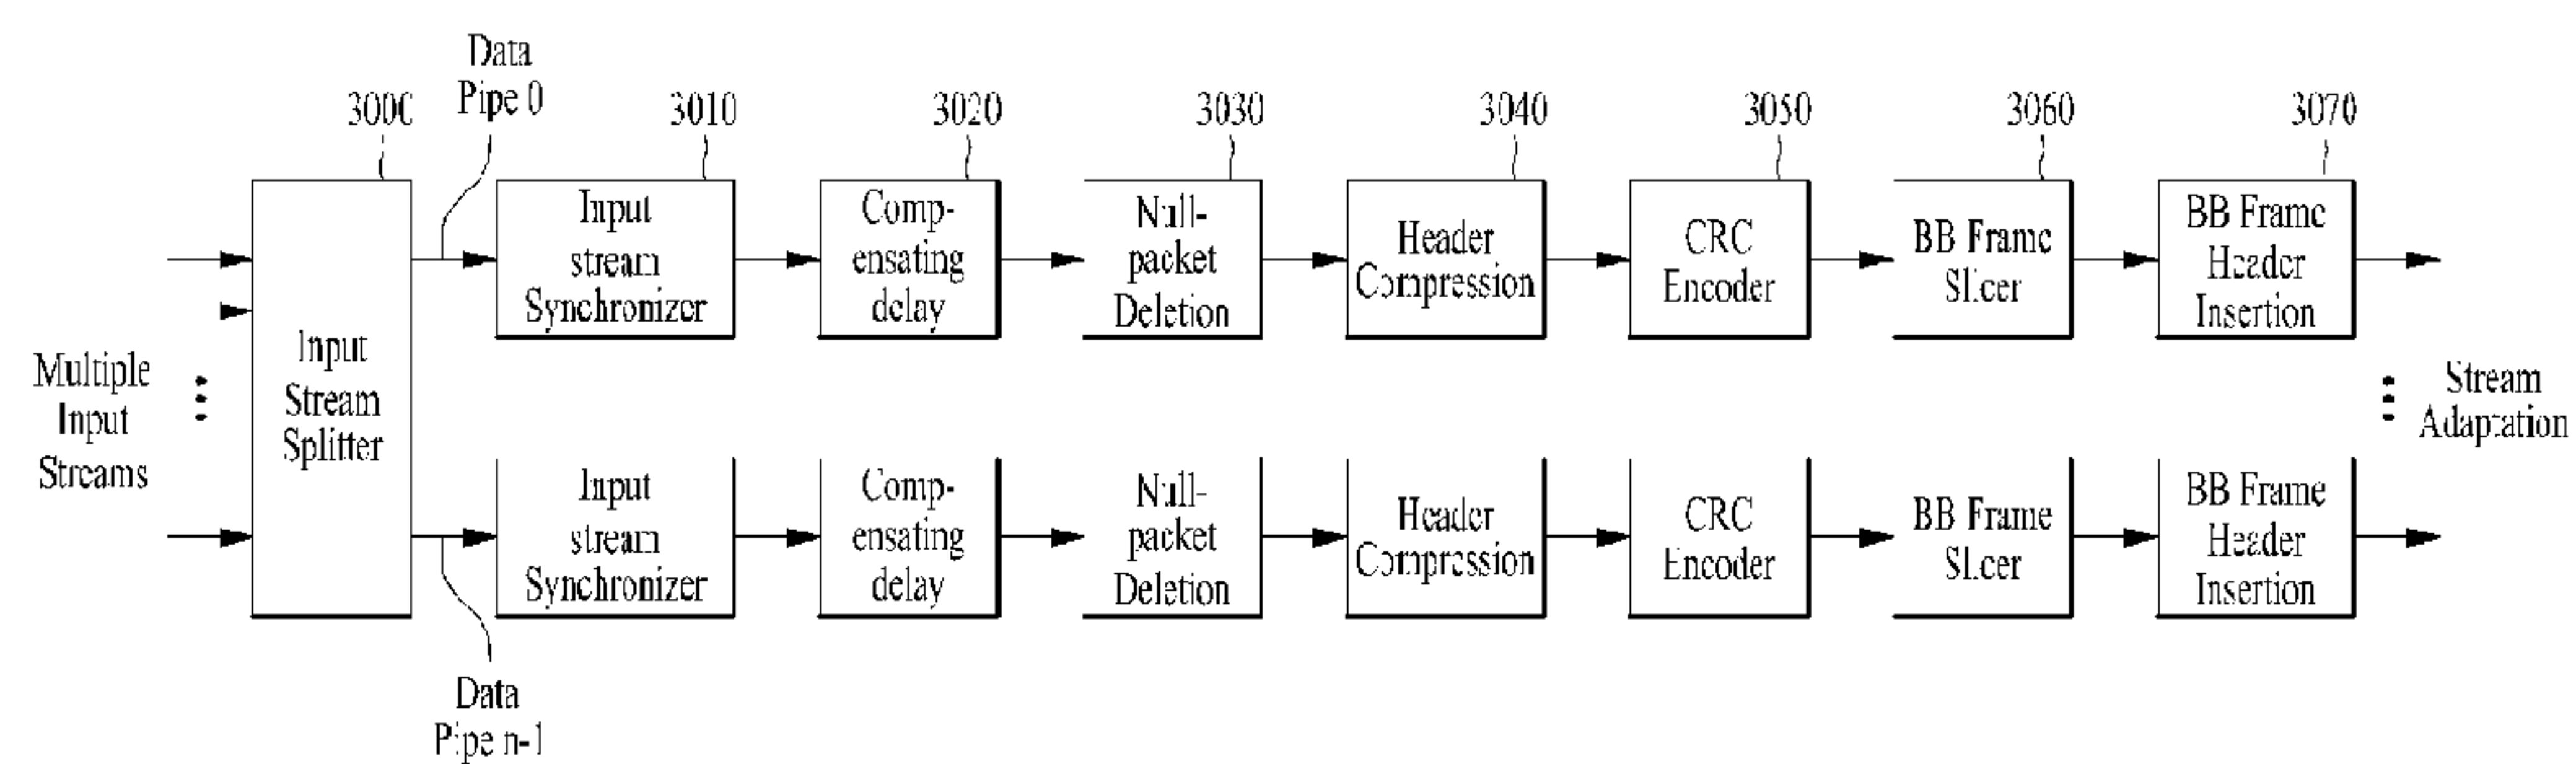 Data
Pipe 0
3000
3010
3020
3030
3040
3050
3060
3070
Multiple
Input
Streams
Input
Stream
Splitter
Input
stream
Synchronizer
Comp-
ensating
delay
Null-
packet
Deletion
Header
Compression
CRC
Encoder
BB Frame
Slicer
BB Frame
Header
Insertion
Stream
Adaptation
Input
stream
Synchronizer
Comp-
ensating
delay
Null-
packet
Deletion
Header
Compression
CRC
Encoder
BB Frame
Slicer
BB Frame
Header
Insertion
Data
Pipe n-1